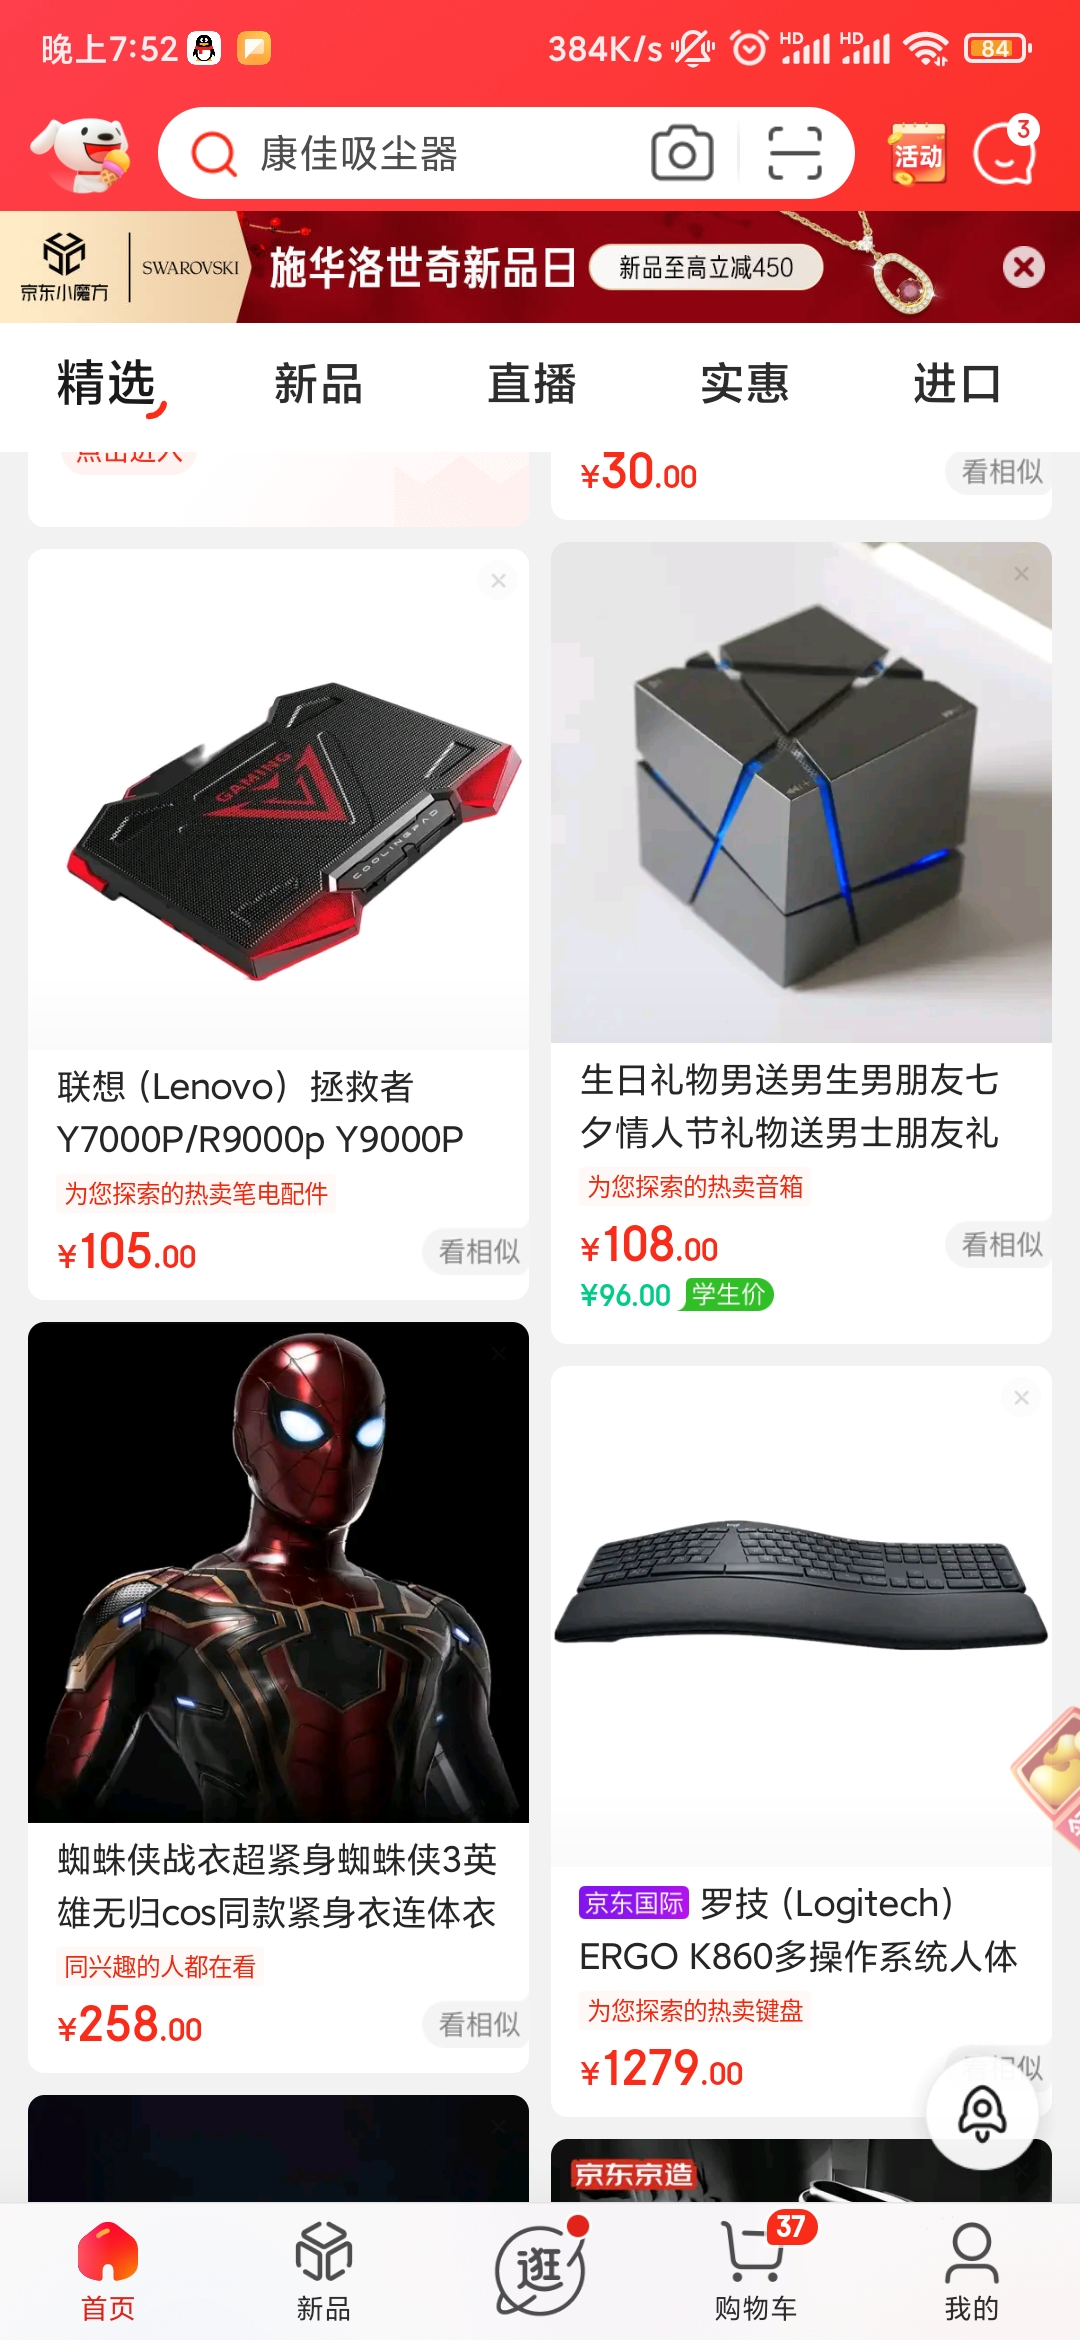 晚上7:52
384K/s
HD
HD
84
康佳吸尘器
活动
3
京东小魔方
SWAROVSKI
施华洛世奇新品日
新品至高立减450
精选
新品
直播
实惠
进口
点击进入
¥30.00
看相似
GAMING
COOLINGPAD
联想 (Lenovo) 拯救者
Y7000P/R9000p Y9000P
为您探索的热卖笔电配件
¥105.00
看相似
生日礼物男送男生男朋友七
夕情人节礼物送男士朋友礼
为您探索的热卖音箱
¥108.00
看相似
¥96.00
学生价
蜘蛛侠战衣超紧身蜘蛛侠3英
雄无归cos同款紧身衣连体衣
同兴趣的人都在看
¥258.00
看相似
京东国际 罗技 (Logitech)
ERGO K860多操作系统人体
为您探索的热卖键盘
¥1279.00
看相似
京东京造
首页
新品
逛
37
购物车
我的